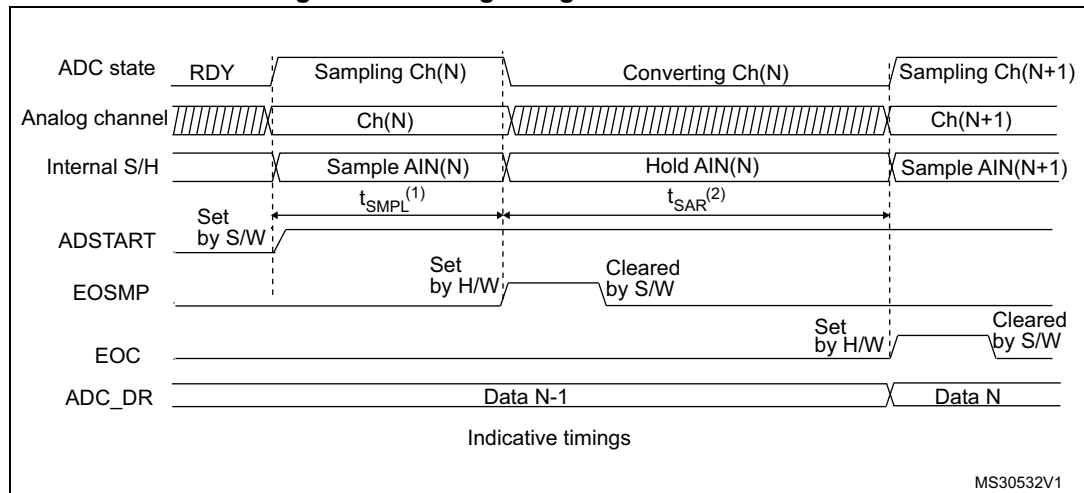 ADC state RDY Sampling Ch(N) Converting Ch(N) Sampling Ch(N+1)
Analog channel Ch(N) Ch(N+1)
Internal S/H Sample AIN(N) Hold AIN(N) Sample AIN(N+1)
tSMPL(1) tSAR(2)
Set
by S/W
ADSTART
Set
by H/W
Cleared
by S/W
EOSMP
Set
by H/W
Cleared
by S/W
EOC
ADC_DR Data N-1 Data N
Indicative timings
MS30532V1